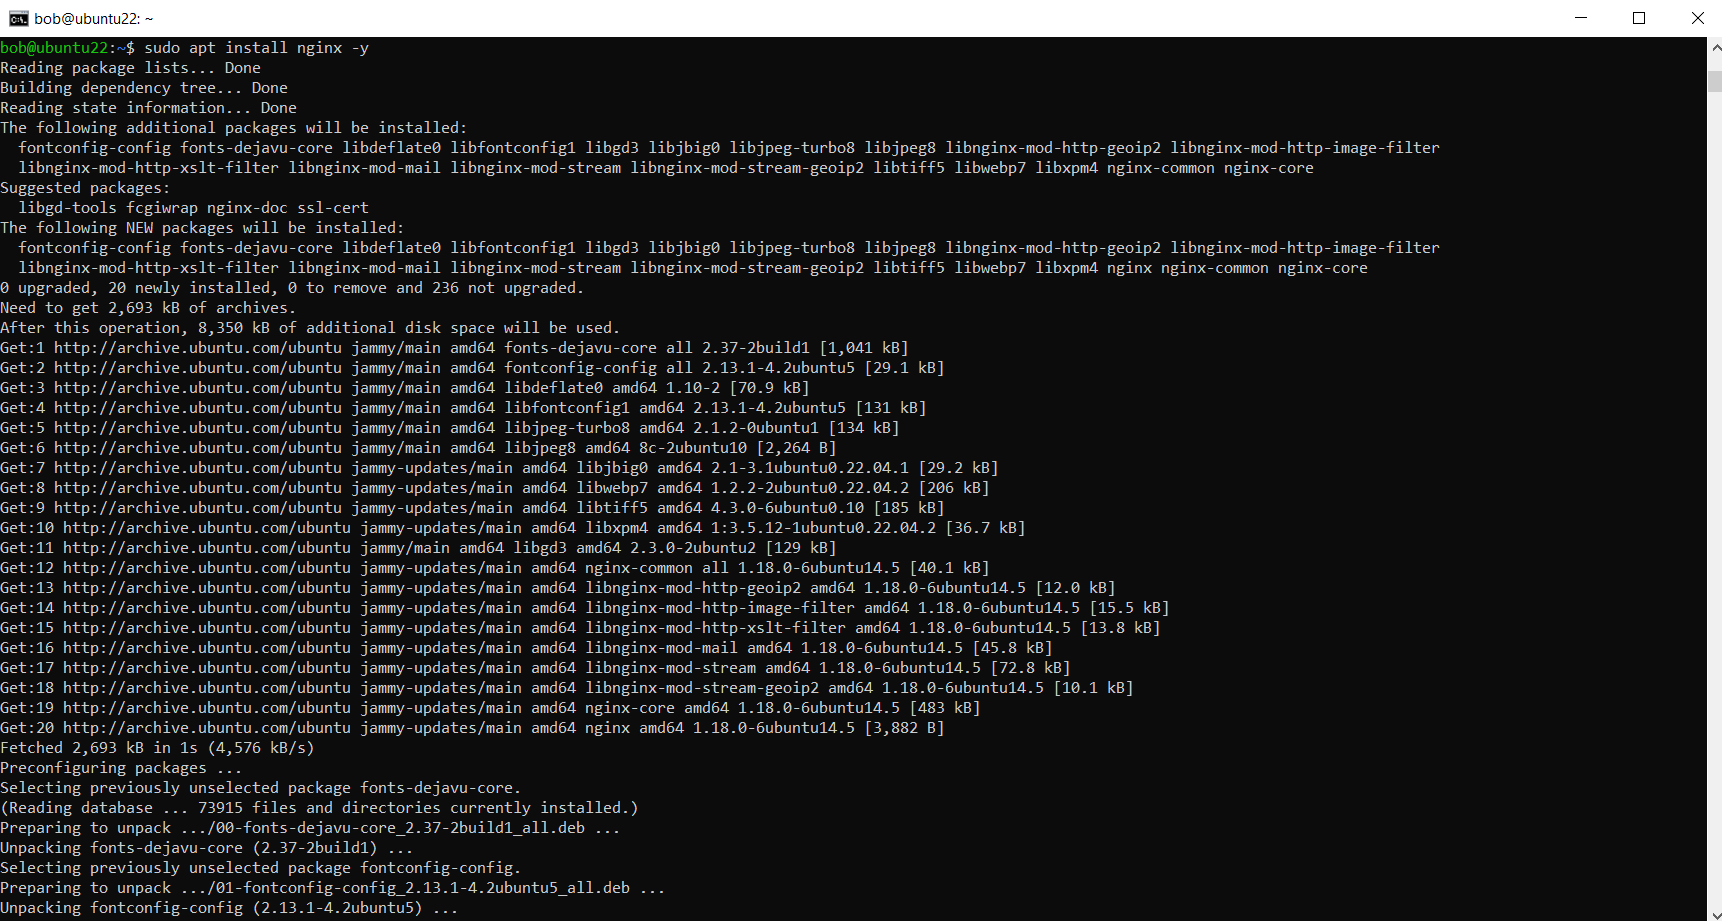 bob@ubuntu22: ~
bob@ubuntu22:~$ sudo apt install nginx -y
Reading package lists... Done
Building dependency tree... Done
Reading state information... Done
The following additional packages will be installed:
  fontconfig-config fonts-dejavu-core libdeflate0 libfontconfig1 libgd3 libjbig0 libjpeg-turbo8 libjpeg8 libnginx-mod-http-geoip2 libnginx-mod-http-image-filter
  libnginx-mod-http-xslt-filter libnginx-mod-mail libnginx-mod-stream libnginx-mod-stream-geoip2 libtiff5 libwebp7 libxpm4 nginx-common nginx-core
Suggested packages:
  libgd-tools fcgiwrap nginx-doc ssl-cert
The following NEW packages will be installed:
  fontconfig-config fonts-dejavu-core libdeflate0 libfontconfig1 libgd3 libjbig0 libjpeg-turbo8 libjpeg8 libnginx-mod-http-geoip2 libnginx-mod-http-image-filter
  libnginx-mod-http-xslt-filter libnginx-mod-mail libnginx-mod-stream libnginx-mod-stream-geoip2 libtiff5 libwebp7 libxpm4 nginx nginx-common nginx-core
0 upgraded, 20 newly installed, 0 to remove and 236 not upgraded.
Need to get 2,693 kB of archives.
After this operation, 8,350 kB of additional disk space will be used.
Get:1 http://archive.ubuntu.com/ubuntu jammy/main amd64 fonts-dejavu-core all 2.37-2build1 [1,041 kB]
Get:2 http://archive.ubuntu.com/ubuntu jammy/main amd64 fontconfig-config all 2.13.1-4.2ubuntu5 [29.1 kB]
Get:3 http://archive.ubuntu.com/ubuntu jammy/main amd64 libdeflate0 amd64 1.10-2 [70.9 kB]
Get:4 http://archive.ubuntu.com/ubuntu jammy/main amd64 libfontconfig1 amd64 2.13.1-4.2ubuntu5 [131 kB]
Get:5 http://archive.ubuntu.com/ubuntu jammy/main amd64 libjpeg-turbo8 amd64 2.1.2-0ubuntu1 [134 kB]
Get:6 http://archive.ubuntu.com/ubuntu jammy/main amd64 libjpeg8 amd64 8c-2ubuntu10 [2,264 B]
Get:7 http://archive.ubuntu.com/ubuntu jammy-updates/main amd64 libjbig0 amd64 2.1-3.1ubuntu0.22.04.1 [29.2 kB]
Get:8 http://archive.ubuntu.com/ubuntu jammy-updates/main amd64 libwebp7 amd64 1.2.2-2ubuntu0.22.04.2 [206 kB]
Get:9 http://archive.ubuntu.com/ubuntu jammy-updates/main amd64 libtiff5 amd64 4.3.0-6ubuntu0.10 [185 kB]
Get:10 http://archive.ubuntu.com/ubuntu jammy-updates/main amd64 libxpm4 amd64 1:3.5.12-1ubuntu0.22.04.2 [36.7 kB]
Get:11 http://archive.ubuntu.com/ubuntu jammy/main amd64 libgd3 amd64 2.3.0-2ubuntu2 [129 kB]
Get:12 http://archive.ubuntu.com/ubuntu jammy-updates/main amd64 nginx-common all 1.18.0-6ubuntu14.5 [40.1 kB]
Get:13 http://archive.ubuntu.com/ubuntu jammy-updates/main amd64 libnginx-mod-http-geoip2 amd64 1.18.0-6ubuntu14.5 [12.0 kB]
Get:14 http://archive.ubuntu.com/ubuntu jammy-updates/main amd64 libnginx-mod-http-image-filter amd64 1.18.0-6ubuntu14.5 [15.5 kB]
Get:15 http://archive.ubuntu.com/ubuntu jammy-updates/main amd64 libnginx-mod-http-xslt-filter amd64 1.18.0-6ubuntu14.5 [13.8 kB]
Get:16 http://archive.ubuntu.com/ubuntu jammy-updates/main amd64 libnginx-mod-mail amd64 1.18.0-6ubuntu14.5 [45.8 kB]
Get:17 http://archive.ubuntu.com/ubuntu jammy-updates/main amd64 libnginx-mod-stream amd64 1.18.0-6ubuntu14.5 [72.8 kB]
Get:18 http://archive.ubuntu.com/ubuntu jammy-updates/main amd64 libnginx-mod-stream-geoip2 amd64 1.18.0-6ubuntu14.5 [10.1 kB]
Get:19 http://archive.ubuntu.com/ubuntu jammy-updates/main amd64 nginx-core amd64 1.18.0-6ubuntu14.5 [483 kB]
Get:20 http://archive.ubuntu.com/ubuntu jammy-updates/main amd64 nginx amd64 1.18.0-6ubuntu14.5 [3,882 B]
Fetched 2,693 kB in 1s (4,576 kB/s)
Preconfiguring packages ...
Selecting previously unselected package fonts-dejavu-core.
(Reading database ... 73915 files and directories currently installed.)
Preparing to unpack .../00-fonts-dejavu-core_2.37-2build1_all.deb ...
Unpacking fonts-dejavu-core (2.37-2build1) ...
Selecting previously unselected package fontconfig-config.
Preparing to unpack .../01-fontconfig-config_2.13.1-4.2ubuntu5_all.deb ...
Unpacking fontconfig-config (2.13.1-4.2ubuntu5) ...